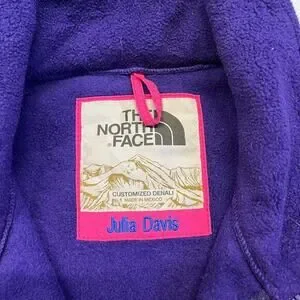 THE
NORTH
FACE
CUSTOMIZED DENALI
MADE IN MEXICO
Julia Davis